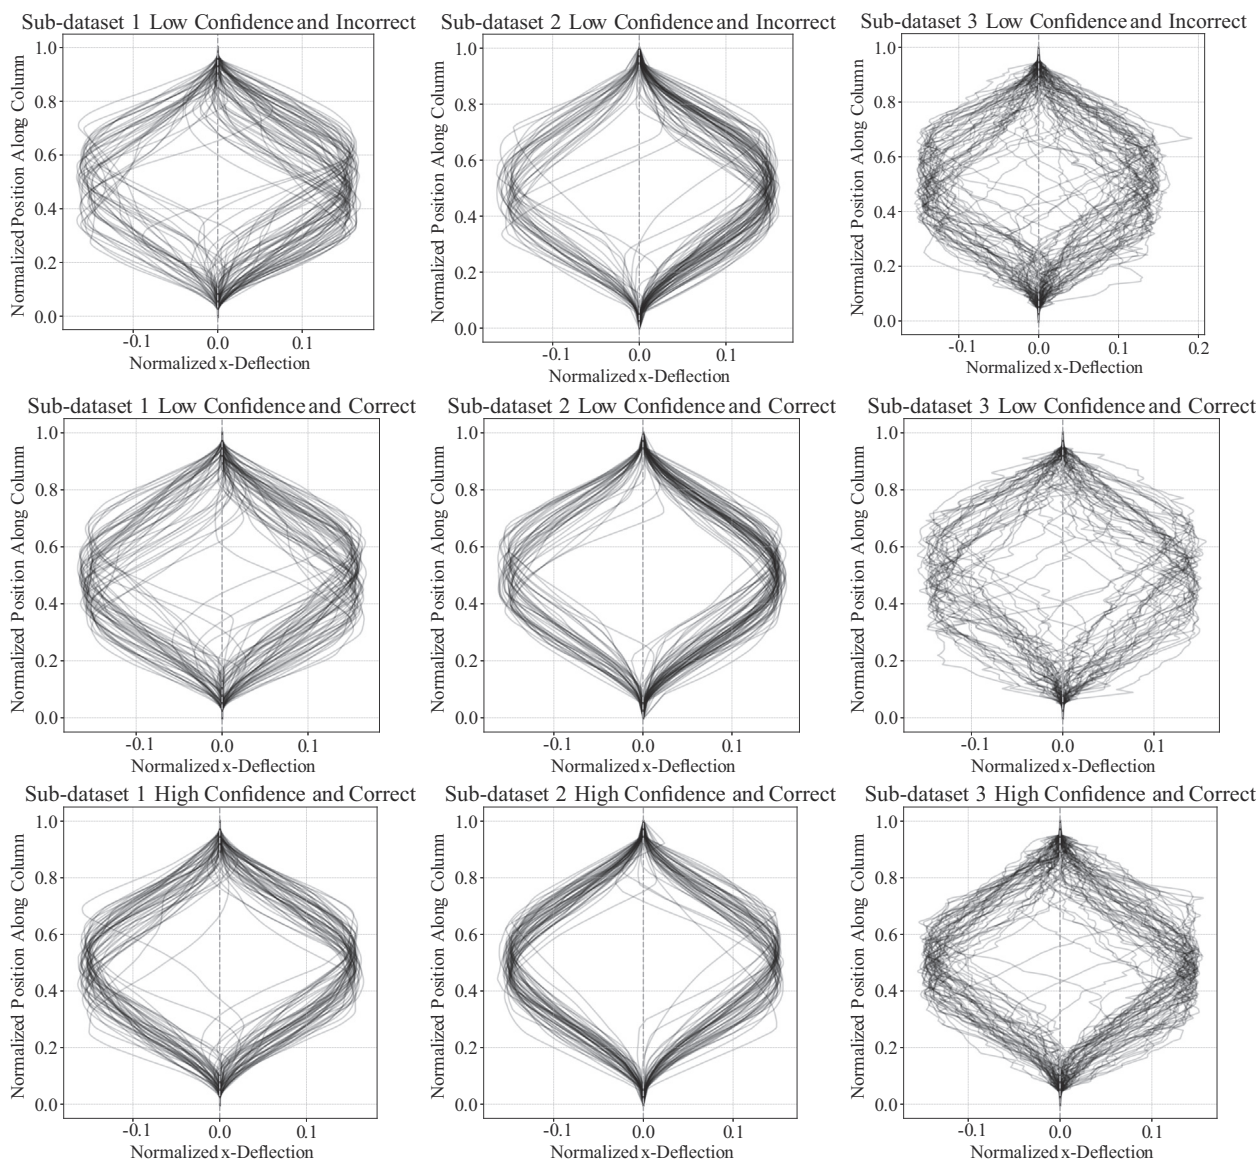 Sub-dataset 1 Low Confidence and Incorrect
Normalized Position Along Column
1.0
0.8
0.6
0.4
0.2
0.0
-0.1 0.0 0.1
Normalized x-Deflection
Sub-dataset 2 Low Confidence and Incorrect
Normalized Position Along Column
1.0
0.8
0.6
0.4
0.2
0.0
-0.1 0.0 0.1
Normalized x-Deflection
Sub-dataset 3 Low Confidence and Incorrect
Normalized Position Along Column
1.0
0.8
0.6
0.4
0.2
0.0
-0.1 0.0 0.1 0.2
Normalized x-Deflection
Sub-dataset 1 Low Confidence and Correct
Normalized Position Along Column
1.0
0.8
0.6
0.4
0.2
0.0
-0.1 0.0 0.1
Normalized x-Deflection
Sub-dataset 2 Low Confidence and Correct
Normalized Position Along Column
1.0
0.8
0.6
0.4
0.2
0.0
-0.1 0.0 0.1
Normalized x-Deflection
Sub-dataset 3 Low Confidence and Correct
Normalized Position Along Column
1.0
0.8
0.6
0.4
0.2
0.0
-0.1 0.0 0.1
Normalized x-Deflection
Sub-dataset 1 High Confidence and Correct
Normalized Position Along Column
1.0
0.8
0.6
0.4
0.2
0.0
-0.1 0.0 0.1
Normalized x-Deflection
Sub-dataset 2 High Confidence and Correct
Normalized Position Along Column
1.0
0.8
0.6
0.4
0.2
0.0
-0.1 0.0 0.1
Normalized x-Deflection
Sub-dataset 3 High Confidence and Correct
Normalized Position Along Column
1.0
0.8
0.6
0.4
0.2
0.0
-0.1 0.0 0.1
Normalized x-Deflection